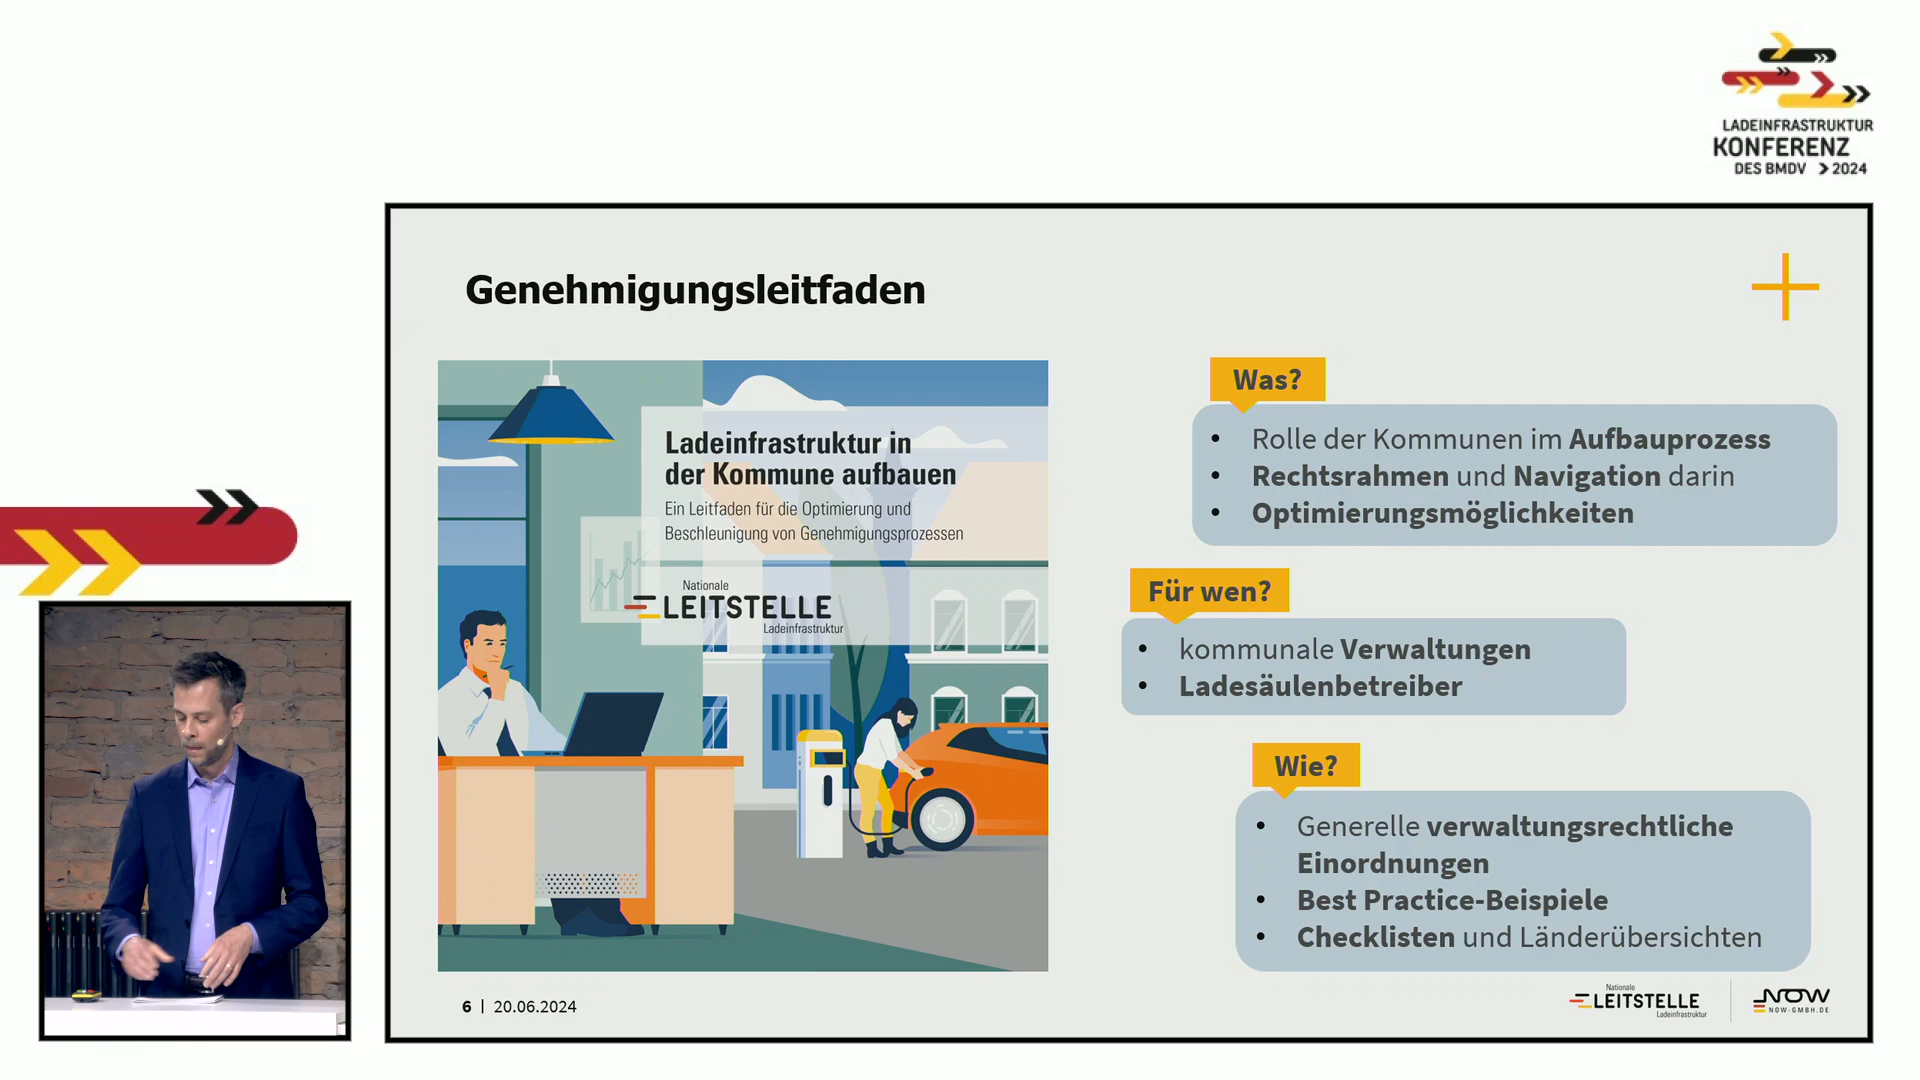 LADEINFRASTRUKTUR
KONFERENZ
DES BMDV 2024
Genehmigungsleitfaden
Ladeinfrastruktur in
der Kommune aufbauen
Ein Leitfaden für die Optimierung und
Beschleunigung von Genehmigungsprozessen
Nationale
LEITSTELLE
Ladeinfrastruktur
Was?
• Rolle der Kommunen im Aufbauprozess
• Rechtsrahmen und Navigation darin
• Optimierungsmöglichkeiten
Für wen?
• kommunale Verwaltungen
• Ladesäulenbetreiber
Wie?
• Generelle verwaltungsrechtliche
Einordnungen
• Best Practice-Beispiele
• Checklisten und Länderübersichten
6 | 20.06.2024
Nationale
LEITSTELLE
Ladeinfrastruktur
NOW
NOW-GMBH.DE